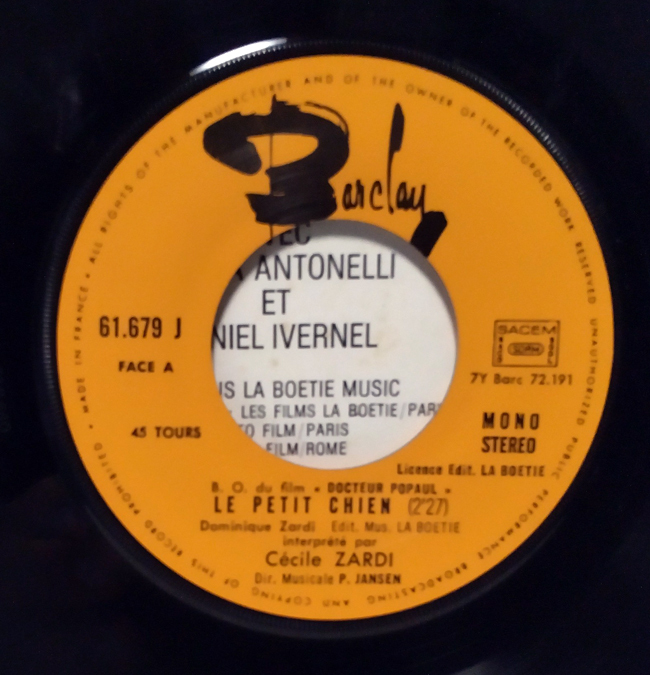 Barclay
MADE IN FRANCE • ALL RIGHTS OF THE MANUFACTURER AND OF THE OWNER OF THE RECORDED WORK RESERVED UNAUTHORIZED PUBLIC PERFORMANCE BROADCASTING AND COPYING OF THIS RECORD PROHIBITED •
ANTONELLI
ET
NIEL IVERNEL
61.679 J
SACEM
FACE A
7Y Barc 72.191
LA BOETIE MUSIC
LES FILMS LA BOETIE/PAR
FILM/PARIS
FILM/ROME
45 TOURS
MONO
STEREO
Licence Edit. LA BOETIE
B. O. du film « DOCTEUR POPAUL »
LE PETIT CHIEN (2'27)
Dominique Zardi Edit. Mus. LA BOETIE
interprété par
Cécile ZARDI
Dir. Musicale P. JANSEN